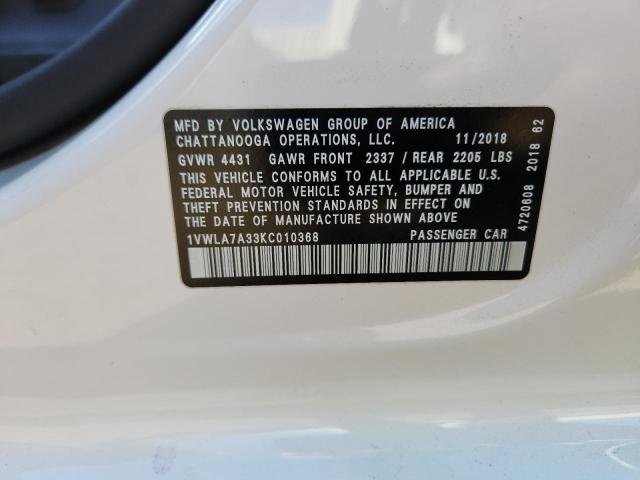 MFD BY VOLKSWAGEN GROUP OF AMERICA
CHATTANOOGA OPERATIONS, LLC. 11/2018
GVWR 4431 GAWR FRONT 2337 / REAR 2205 LBS
THIS VEHICLE CONFORMS TO ALL APPLICABLE U.S.
FEDERAL MOTOR VEHICLE SAFETY, BUMPER AND
THEFT PREVENTION STANDARDS IN EFFECT ON
THE DATE OF MANUFACTURE SHOWN ABOVE
1VWLA7A33KC010368 PASSENGER CAR
4720608 2018 62